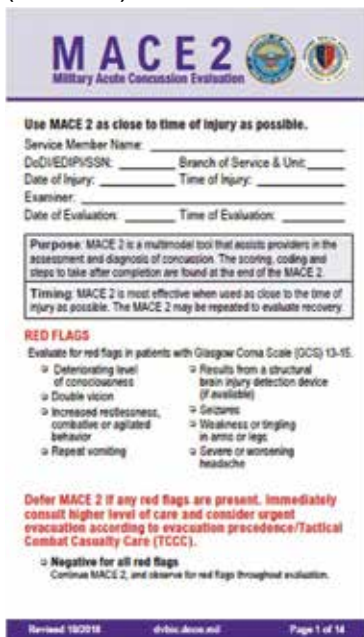 MACE 2
Military Acute Concussion Evaluation
Use MACE 2 as close to time of injury as possible.
Service Member Name:
DoDI/EDIPI/SSN: Branch of Service & Unit:
Date of Injury: Time of Injury:
Examiner:
Date of Evaluation: Time of Evaluation:
Purpose: MACE 2 is a multimodal tool that assists providers in the
assessment and diagnosis of concussion. The scoring, coding and
steps to take after completion are found at the end of the MACE 2.
Timing: MACE 2 is most effective when used as close to the time of
injury as possible. The MACE 2 may be repeated to evaluate recovery.
RED FLAGS
Evaluate for red flags in patients with Glasgow Coma Scale (GCS) 13-15.
Deteriorating level
of consciousness
Double vision
Increased restlessness,
combative or agitated
behavior
Repeat vomiting
Results from a structural
brain injury detection device
(if available)
Seizures
Weakness or tingling
in arms or legs
Severe or worsening
headache
Defer MACE 2 if any red flags are present. Immediately
consult higher level of care and consider urgent
evacuation according to evacuation precedence/Tactical
Combat Casualty Care (TCCC).
Negative for all red flags
Continue MACE 2, and observe for red flags throughout evaluation.
Revised 10/2018 dvbic.dcoe.mil Page 1 of 14